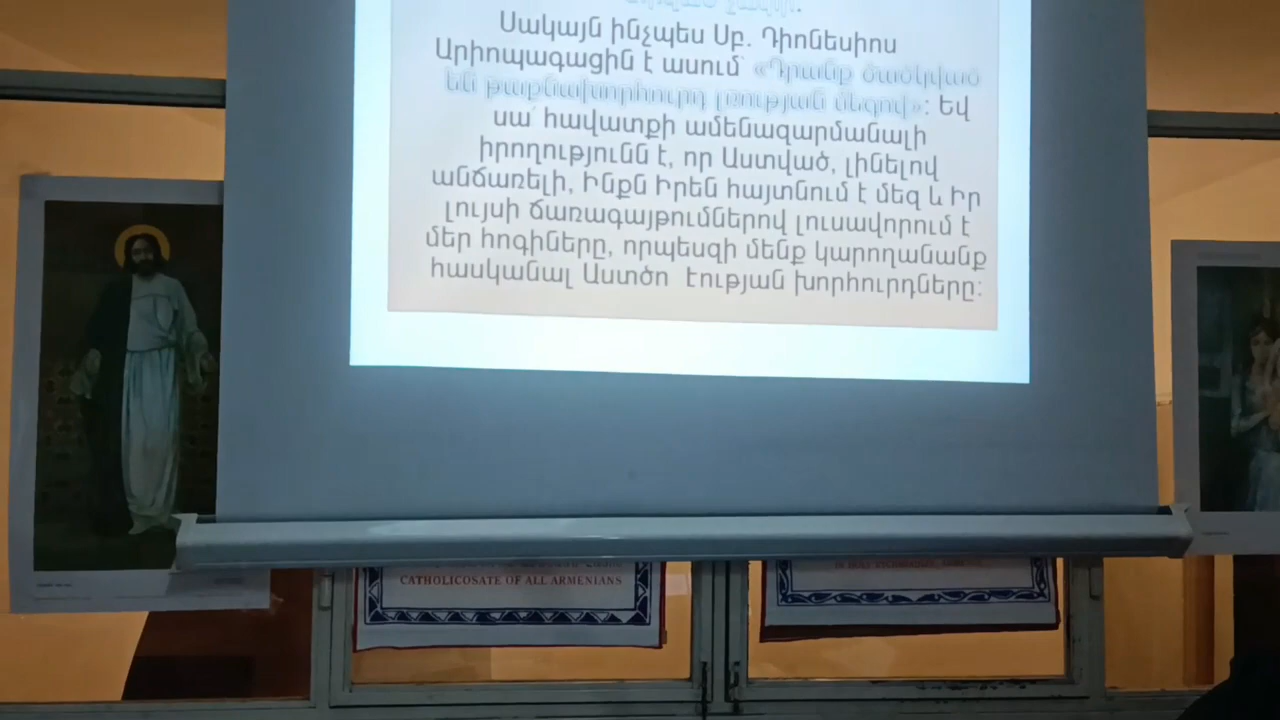 Սակայն ինչպես Սբ. Դիոնեսիոս
Արիոպագացին է ասում՝ «Դրանք ծածկված
են թաքնախորհուրդ լռության մեգով»: Եվ
սա՛ հավատքի ամենազարմանալի
իրողությունն է, որ Աստված, լինելով
անճառելի, Ինքն Իրեն հայտնում է մեզ և Իր
լույսի ճառագայթումներով լուսավորում է
մեր հոգիները, որպեսզի մենք կարողանանք
հասկանալ Աստծո էության խորհուրդները:
CATHOLICOSATE OF ALL ARMENIANS